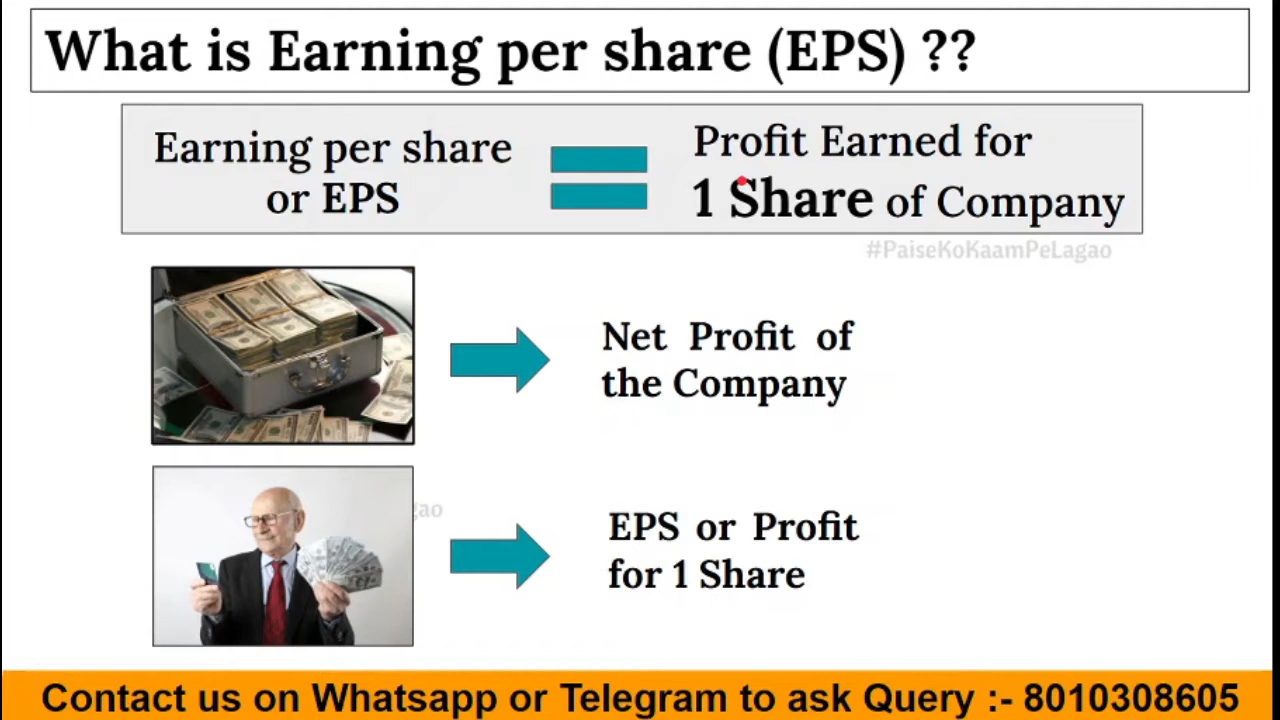 What is Earning per share (EPS) ??
Earning per share
or EPS
Profit Earned for
1 Share of Company
#PaiseKoKaamPeLagao
Net Profit of
the Company
gao
EPS or Profit
for 1 Share
Contact us on Whatsapp or Telegram to ask Query :- 8010308605